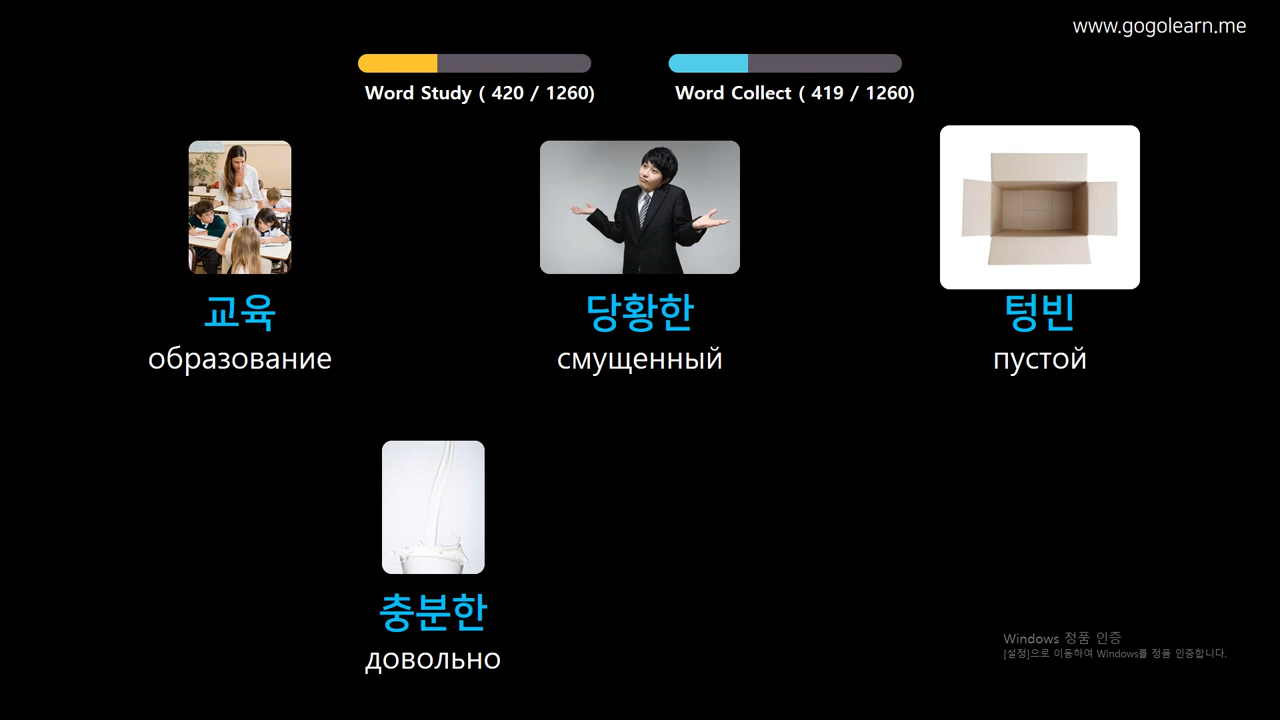 www.gogolearn.me
Word Study ( 420 / 1260)
Word Collect ( 419 / 1260)
교육
образование
당황한
смущенный
텅빈
пустой
충분한
довольно
Windows 정품 인증
[설정]으로 이동하여 Windows를 정품 인증합니다.